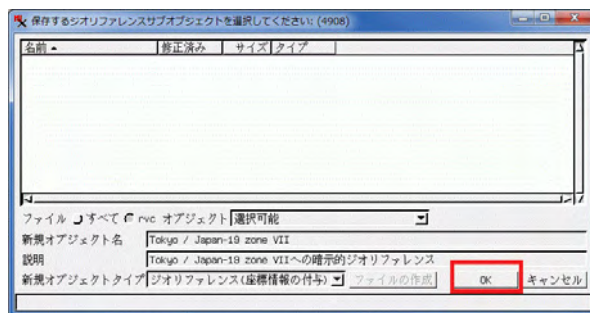 保存するジオリファレンスサブオブジェクトを選択してください: (4908)
名前 修正済み サイズ タイプ
ファイル すべて rvc オブジェクト 選択可能
新規オブジェクト名 Tokyo / Japan-19 zone VII
説明 Tokyo / Japan-19 zone VIIへの暗示的ジオリファレンス
新規オブジェクトタイプ ジオリファレンス(座標情報の付与) ファイルの作成 OK キャンセル